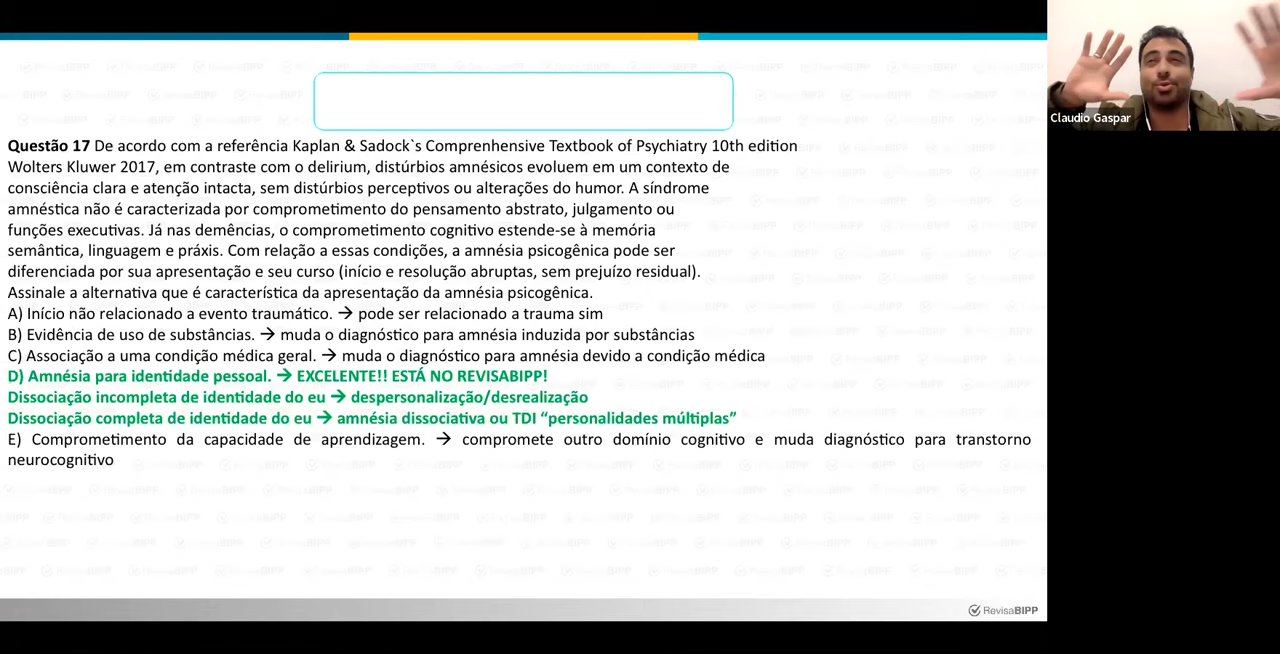 Claudio Gaspar
Questão 17 De acordo com a referência Kaplan & Sadock`s Comprenhensive Textbook of Psychiatry 10th edition
Wolters Kluwer 2017, em contraste com o delirium, distúrbios amnésicos evoluem em um contexto de
consciência clara e atenção intacta, sem distúrbios perceptivos ou alterações do humor. A síndrome
amnéstica não é caracterizada por comprometimento do pensamento abstrato, julgamento ou
funções executivas. Já nas demências, o comprometimento cognitivo estende-se à memória
semântica, linguagem e práxis. Com relação a essas condições, a amnésia psicogênica pode ser
diferenciada por sua apresentação e seu curso (início e resolução abruptas, sem prejuízo residual).
Assinale a alternativa que é característica da apresentação da amnésia psicogênica.
A) Início não relacionado a evento traumático. → pode ser relacionado a trauma sim
B) Evidência de uso de substâncias. → muda o diagnóstico para amnésia induzida por substâncias
C) Associação a uma condição médica geral. → muda o diagnóstico para amnésia devido a condição médica
D) Amnésia para identidade pessoal. → EXCELENTE!! ESTÁ NO REVISABIPP!
Dissociação incompleta de identidade do eu → despersonalização/desrealização
Dissociação completa de identidade do eu → amnésia dissociativa ou TDI “personalidades múltiplas”
E) Comprometimento da capacidade de aprendizagem. → compromete outro domínio cognitivo e muda diagnóstico para transtorno
neurocognitivo
RevisaBIPP